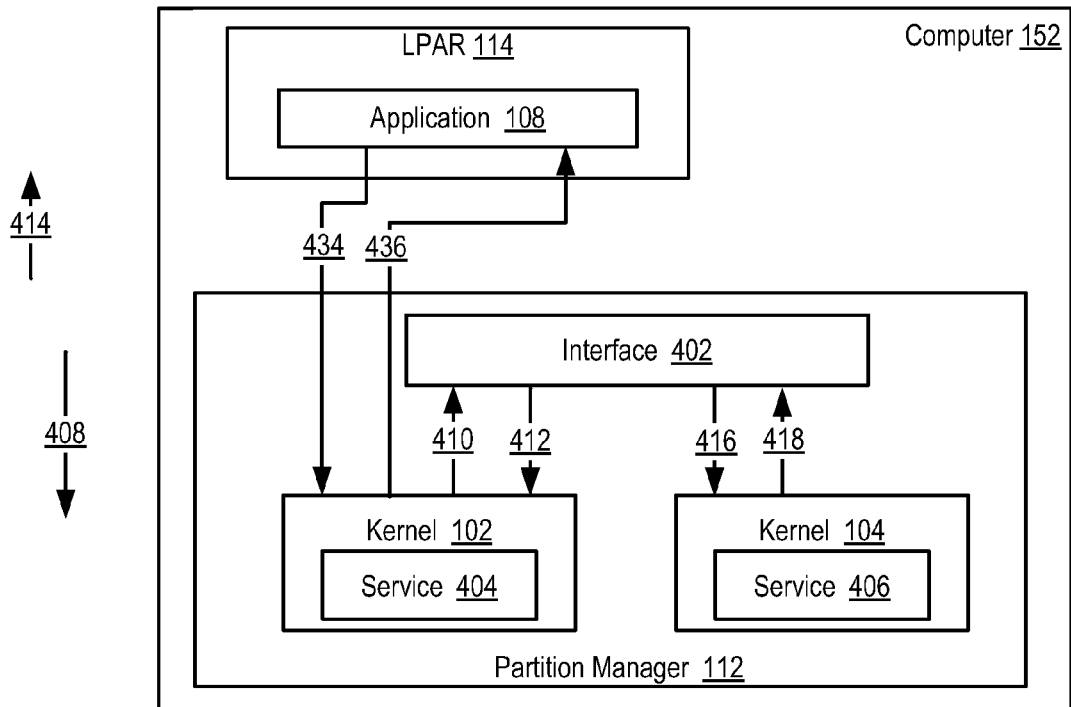 LPAR 114
Computer 152
Application 108
414
434 436
Interface 402
408
410 412 416 418
Kernel 102
Kernel 104
Service 404
Service 406
Partition Manager 112